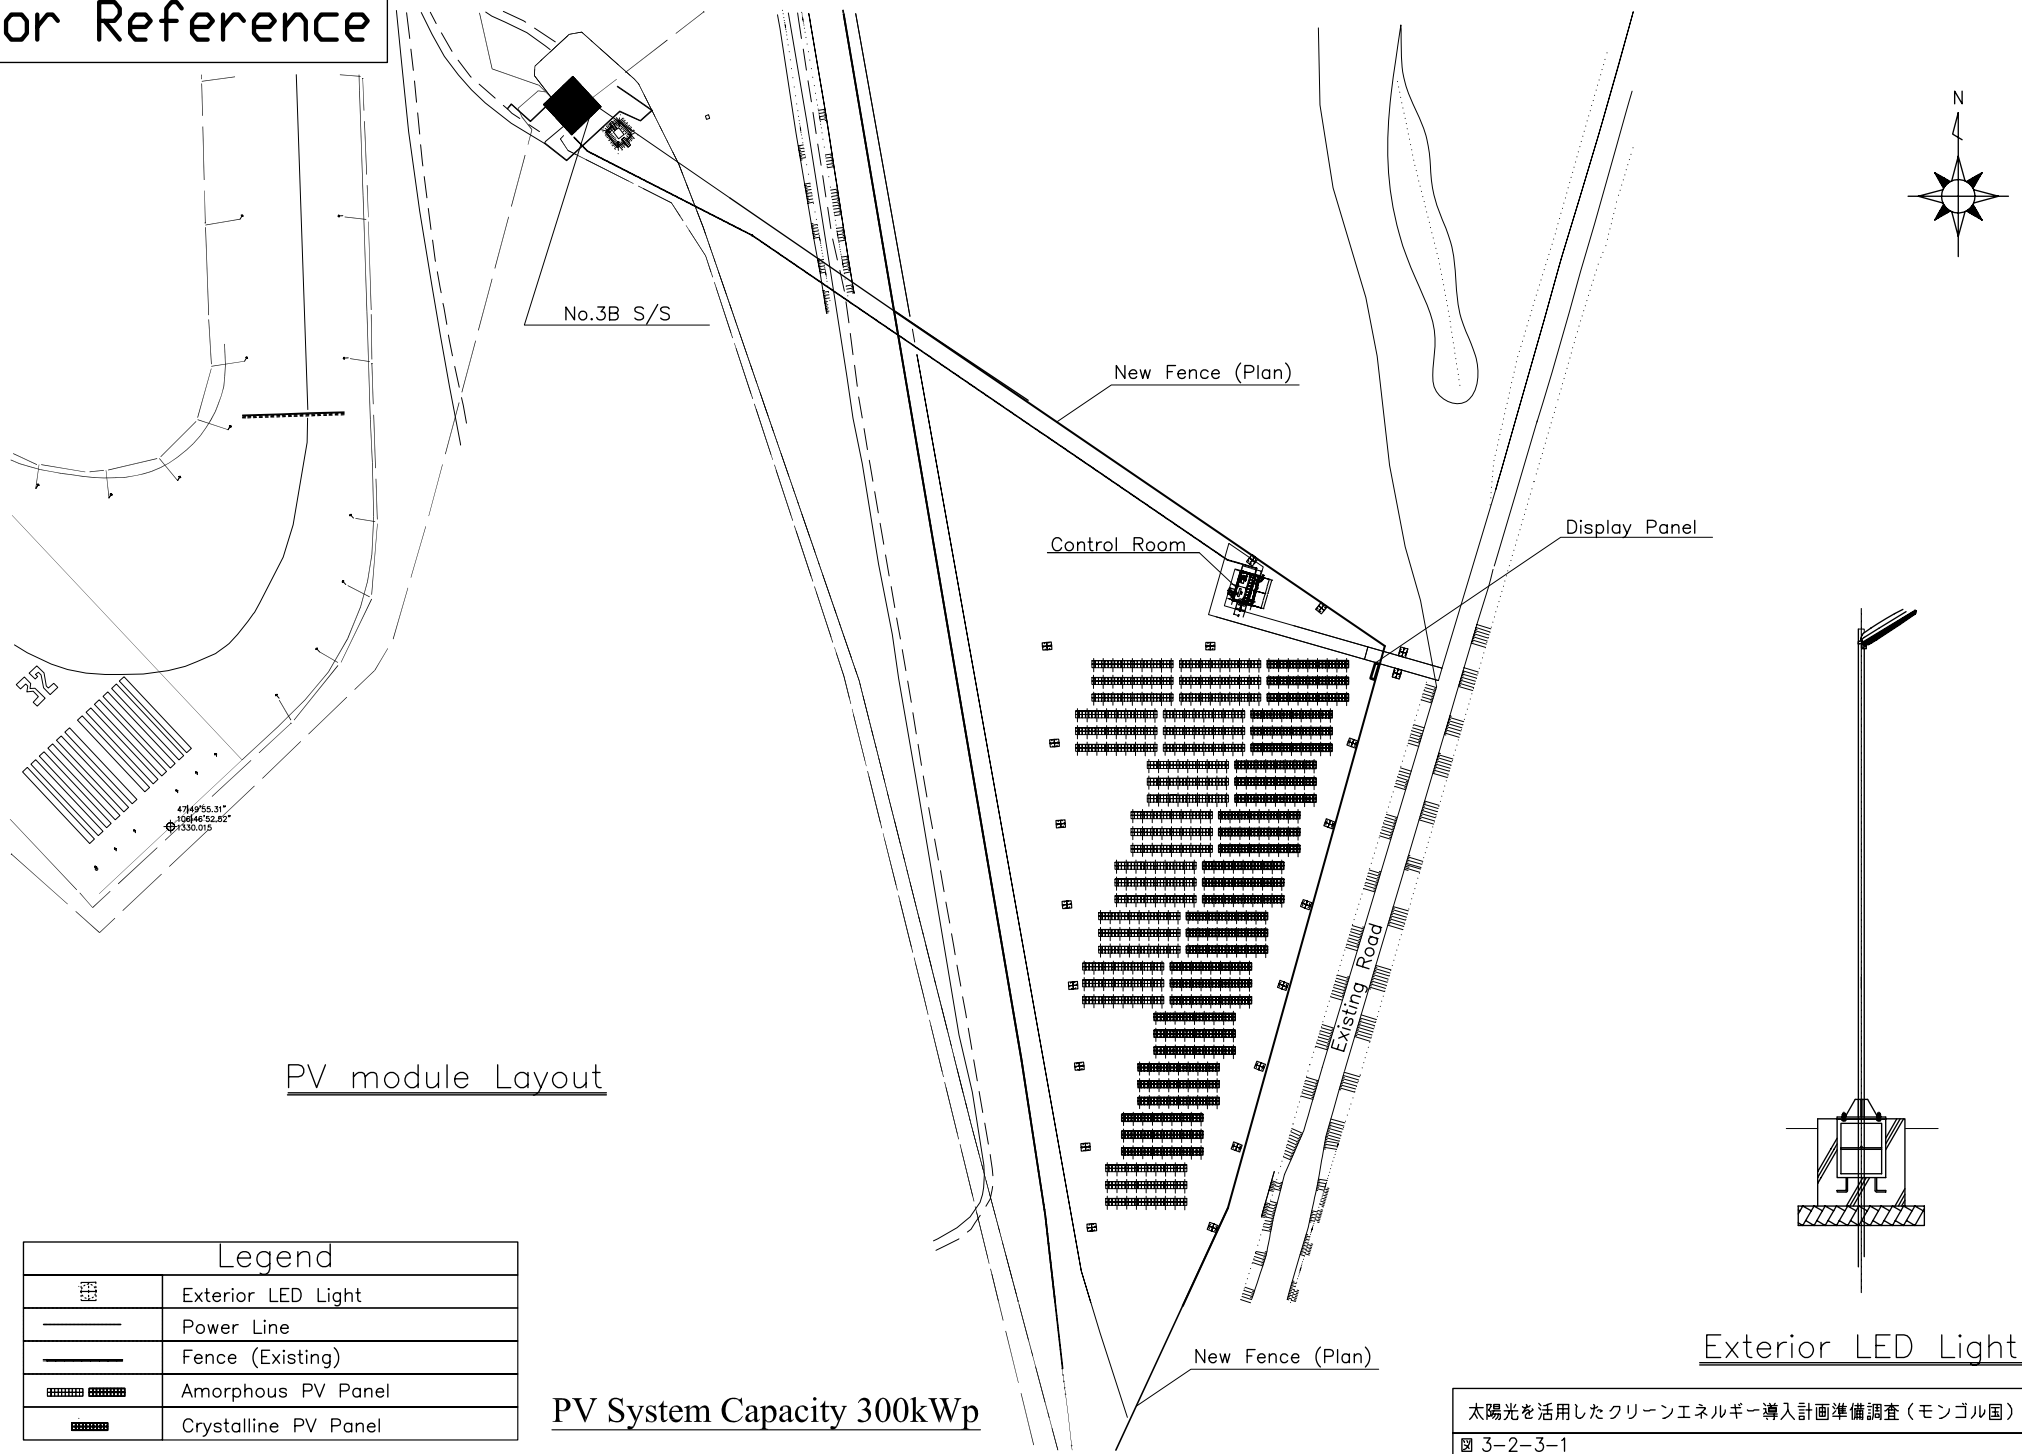 or Reference
N
No.3B S/S
New Fence (Plan)
Display Panel
Control Room
32
47°49'55.31"
106°46'52.52"
1330.015
Existing Road
PV module Layout
Legend
Exterior LED Light
Power Line
Fence (Existing)
Amorphous PV Panel
Crystalline PV Panel
PV System Capacity 300kWp
New Fence (Plan)
Exterior LED Light
太陽光を活用したクリーンエネルギー導入計画準備調査(モンゴル国)
図 3-2-3-1